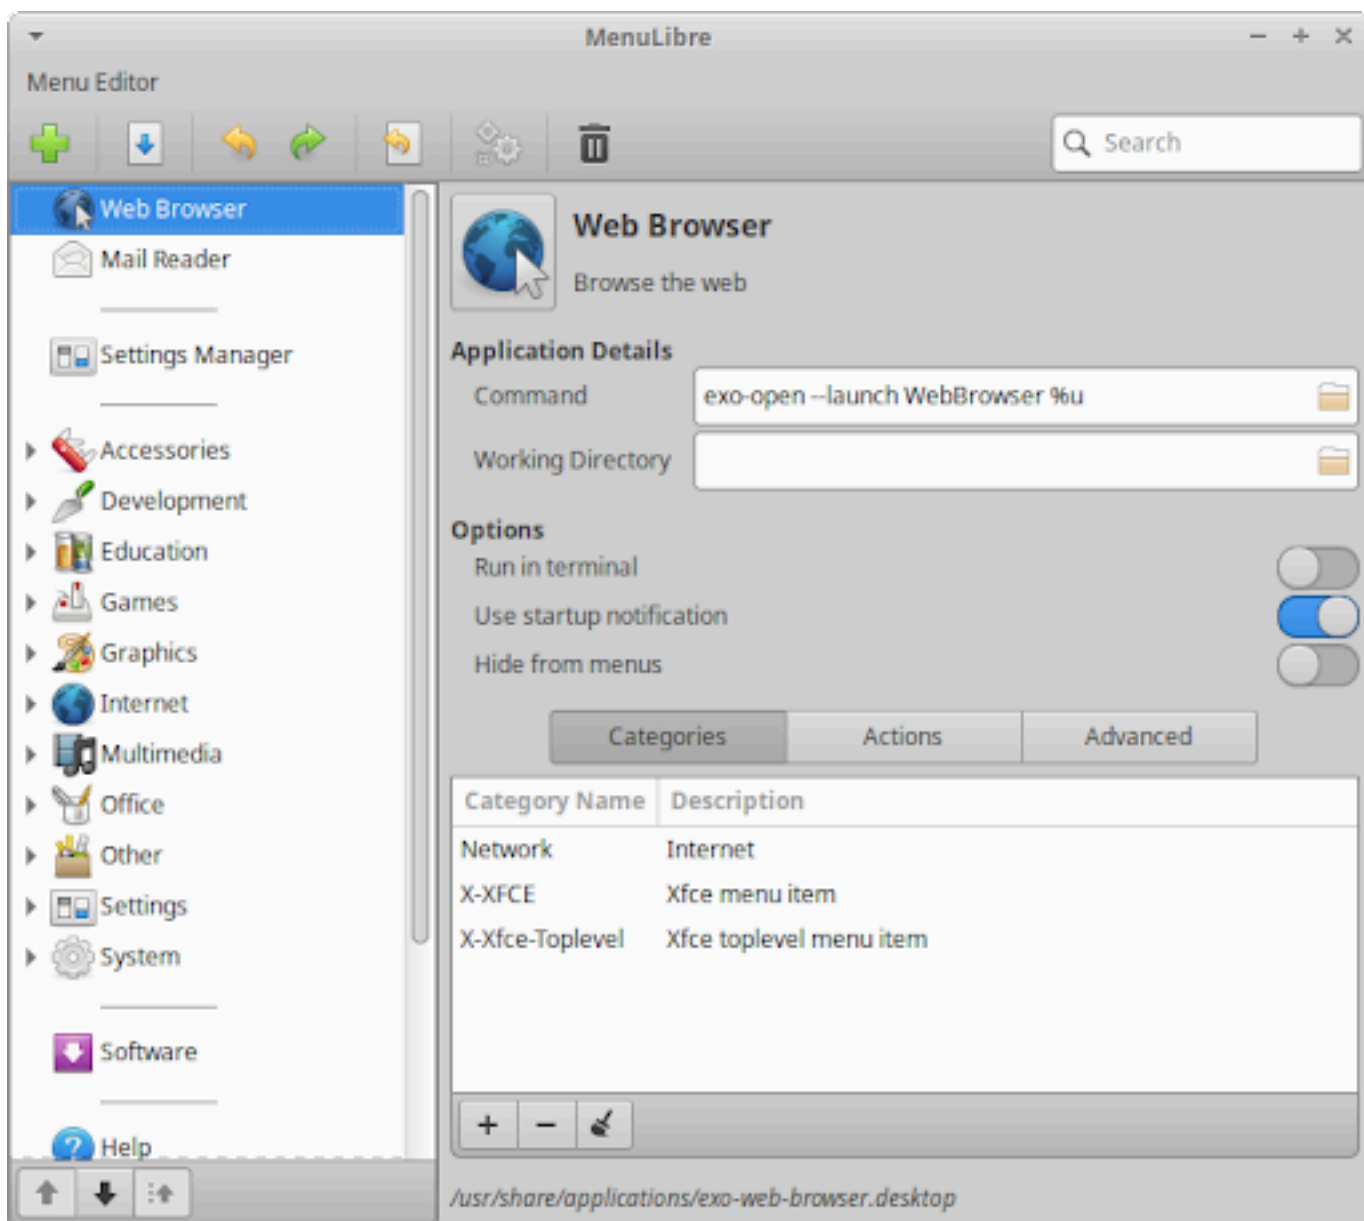 MenuLibre
Menu Editor
Search
Web Browser
Mail Reader
Settings Manager
Accessories
Development
Education
Games
Graphics
Internet
Multimedia
Office
Other
Settings
System
Software
Help
Web Browser
Browse the web
Application Details
Command exo-open --launch WebBrowser %u
Working Directory
Options
Run in terminal
Use startup notification
Hide from menus
Categories Actions Advanced
Category Name Description
Network Internet
X-XFCE Xfce menu item
X-Xfce-Toplevel Xfce toplevel menu item
/usr/share/applications/exo-web-browser.desktop